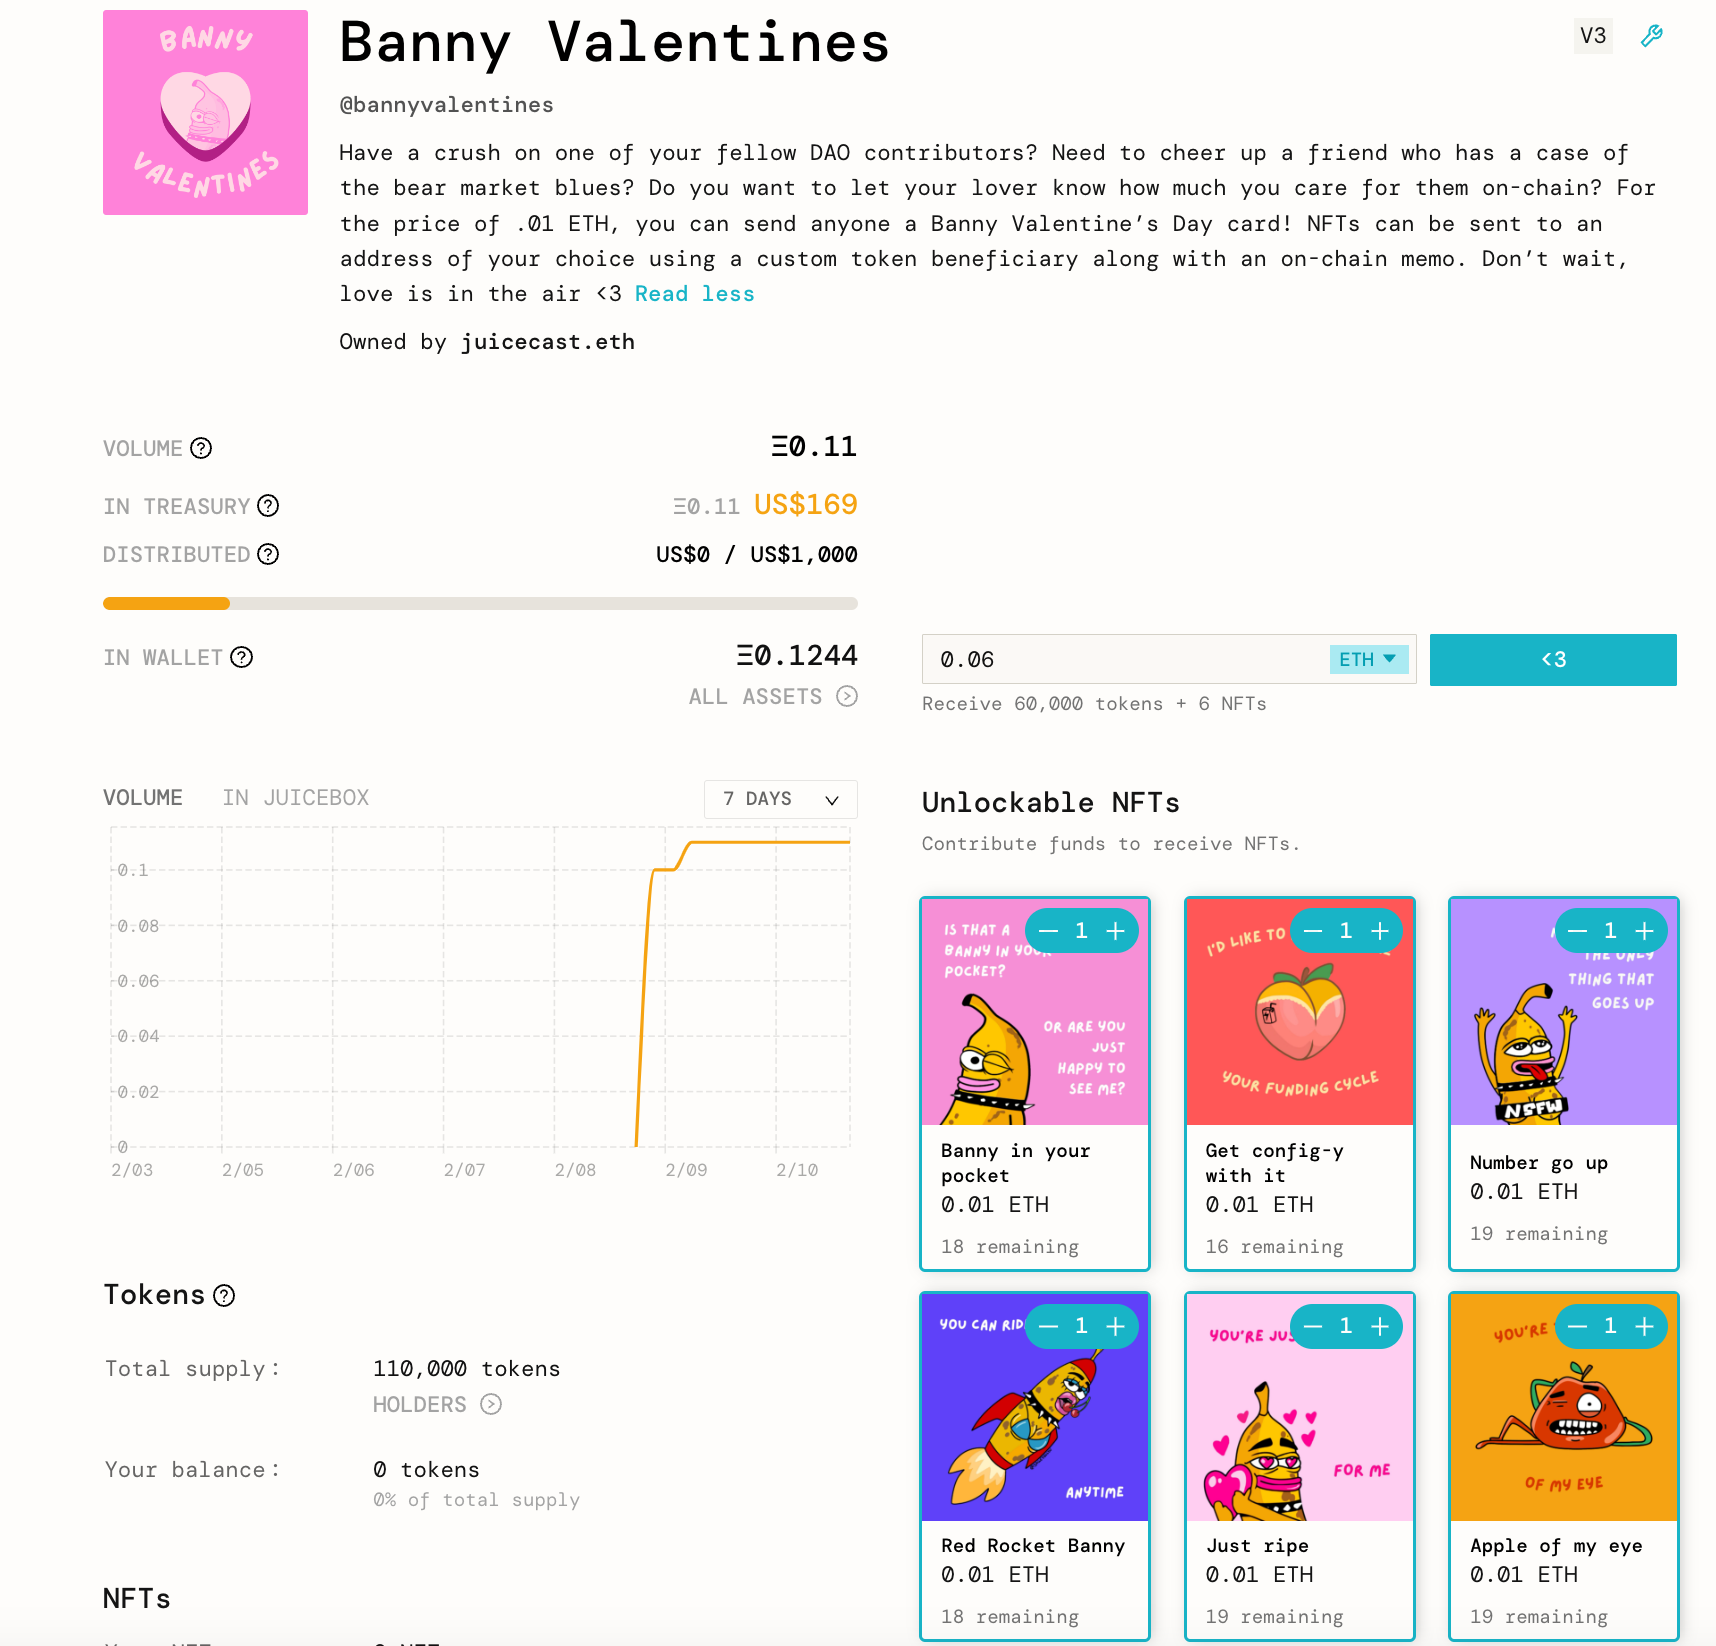 BANNY
VALENTINES
Banny Valentines
V3
@bannyvalentines
Have a crush on one of your fellow DAO contributors? Need to cheer up a friend who has a case of
the bear market blues? Do you want to let your lover know how much you care for them on-chain? For
the price of .01 ETH, you can send anyone a Banny Valentine’s Day card! NFTs can be sent to an
address of your choice using a custom token beneficiary along with an on-chain memo. Don’t wait,
love is in the air <3 Read less
Owned by juicecast.eth
VOLUME
Ξ0.11
IN TREASURY
Ξ0.11 US$169
DISTRIBUTED
US$0 / US$1,000
IN WALLET
Ξ0.1244
ALL ASSETS
0.06
ETH
<3
Receive 60,000 tokens + 6 NFTs
VOLUME IN JUICEBOX
7 DAYS
0.1
0.08
0.06
0.04
0.02
0
2/03 2/05 2/06 2/07 2/08 2/09 2/10
Tokens
Total supply: 110,000 tokens
HOLDERS
Your balance: 0 tokens
0% of total supply
NFTs
Unlockable NFTs
Contribute funds to receive NFTs.
1
IS THAT A
BANNY IN YOUR
POCKET?
OR ARE YOU
JUST
HAPPY TO
SEE ME?
Banny in your
pocket
0.01 ETH
18 remaining
1
I'D LIKE TO
YOUR FUNDING CYCLE
Get config-y
with it
0.01 ETH
16 remaining
1
THE ONLY
THING THAT
GOES UP
NSFW
Number go up
0.01 ETH
19 remaining
1
YOU CAN RID
ANYTIME
Red Rocket Banny
0.01 ETH
18 remaining
1
YOU'RE JUS
FOR ME
Just ripe
0.01 ETH
19 remaining
1
YOU'RE
OF MY EYE
Apple of my eye
0.01 ETH
19 remaining